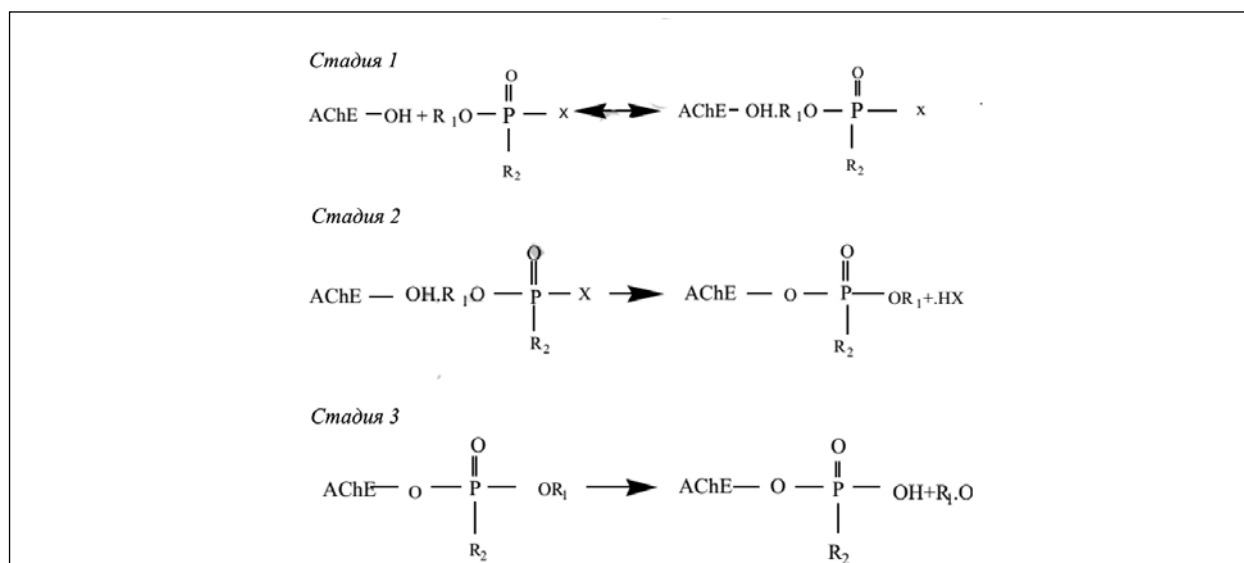 Стадия 1
O O
AChE — OH + R₁O — P — X AChE — OH.R₁O — P — x
R₂ R₂
Стадия 2
O O
AChE — OH.R₁O — P — X AChE — O — P — OR₁+.HX
R₂ R₂
Стадия 3
O O
AChE — O — P — OR₁ AChE — O — P — OH+R₁.O
R₂ R₂